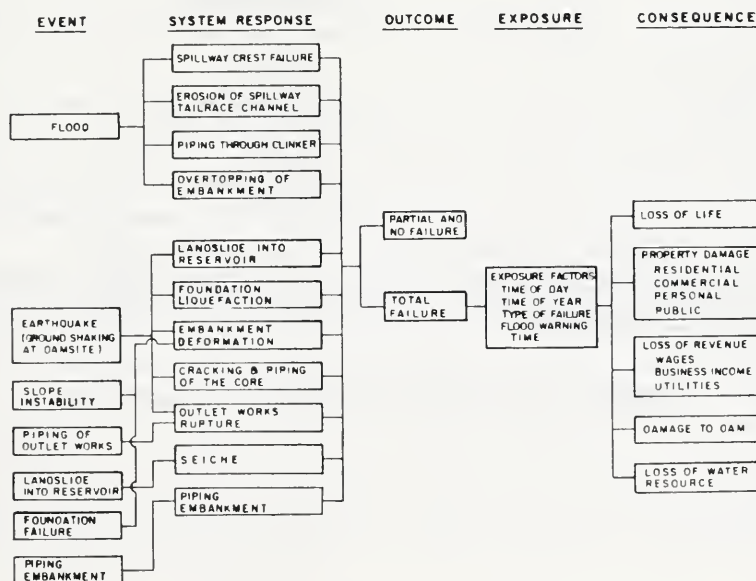 EVENT
SYSTEM RESPONSE
OUTCOME
EXPOSURE
CONSEQUENCE
FLOOD
SPILLWAY CREST FAILURE
EROSION OF SPILLWAY
TAILRACE CHANNEL
PIPING THROUGH CLINKER
OVERTOPPING OF
EMBANKMENT
EARTHQUAKE
(GROUND SHAKING
AT DAMSITE)
SLOPE
INSTABILITY
PIPING OF
OUTLET WORKS
LANDSLIDE
INTO RESERVOIR
FOUNDATION
FAILURE
PIPING
EMBANKMENT
LANDSLIDE INTO
RESERVOIR
FOUNDATION
LIQUEFACTION
EMBANKMENT
DEFORMATION
CRACKING & PIPING
OF THE CORE
OUTLET WORKS
RUPTURE
SEICHE
PIPING
EMBANKMENT
PARTIAL AND
NO FAILURE
TOTAL
FAILURE
EXPOSURE FACTORS
TIME OF DAY
TIME OF YEAR
TYPE OF FAILURE
FLOOD WARNING
TIME
LOSS OF LIFE
PROPERTY DAMAGE
RESIDENTIAL
COMMERCIAL
PERSONAL
PUBLIC
LOSS OF REVENUE
WAGES
BUSINESS INCOME
UTILITIES
DAMAGE TO DAM
LOSS OF WATER
RESOURCE